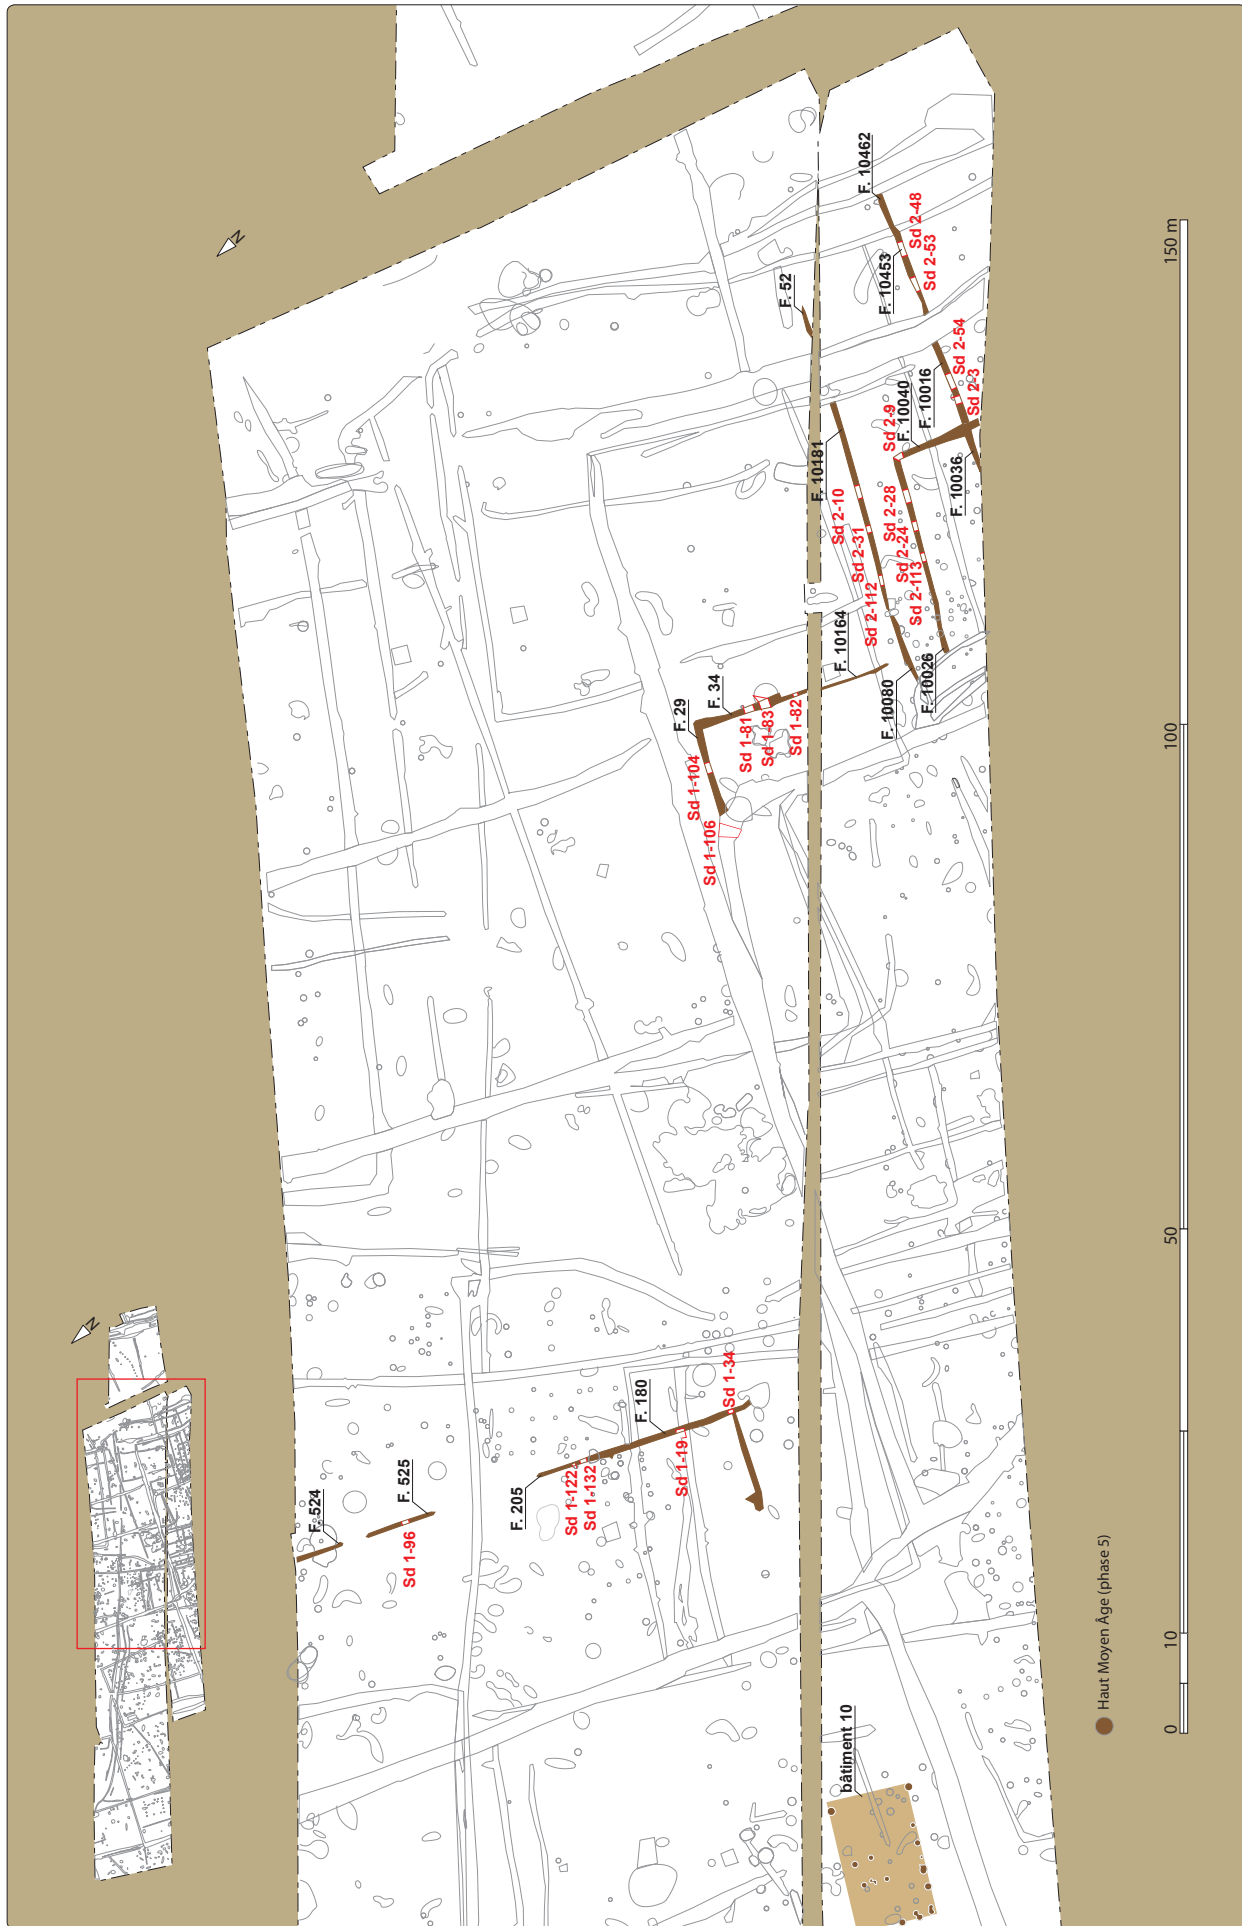 N
N
F. 10462
Sd 2-48
Sd 2-53
F. 10453
F. 52
Sd 2-54
Sd 2-3
F. 10016
F. 10040
Sd 2-9
F. 10036
F. 10181
Sd 2-10
Sd 2-28
Sd 2-31
Sd 2-24
Sd 2-112
Sd 2-113
F. 10164
F. 10080
F. 10026
F. 34
F. 29
Sd 1-81
Sd 1-83
Sd 1-82
Sd 1-104
Sd 1-106
Sd 1-34
F. 180
Sd 1-19
F. 205
Sd 1-122
Sd 1-132
F. 525
F. 524
Sd 1-96
bâtiment 10
Haut Moyen Âge (phase 5)
0
10
50
100
150 m